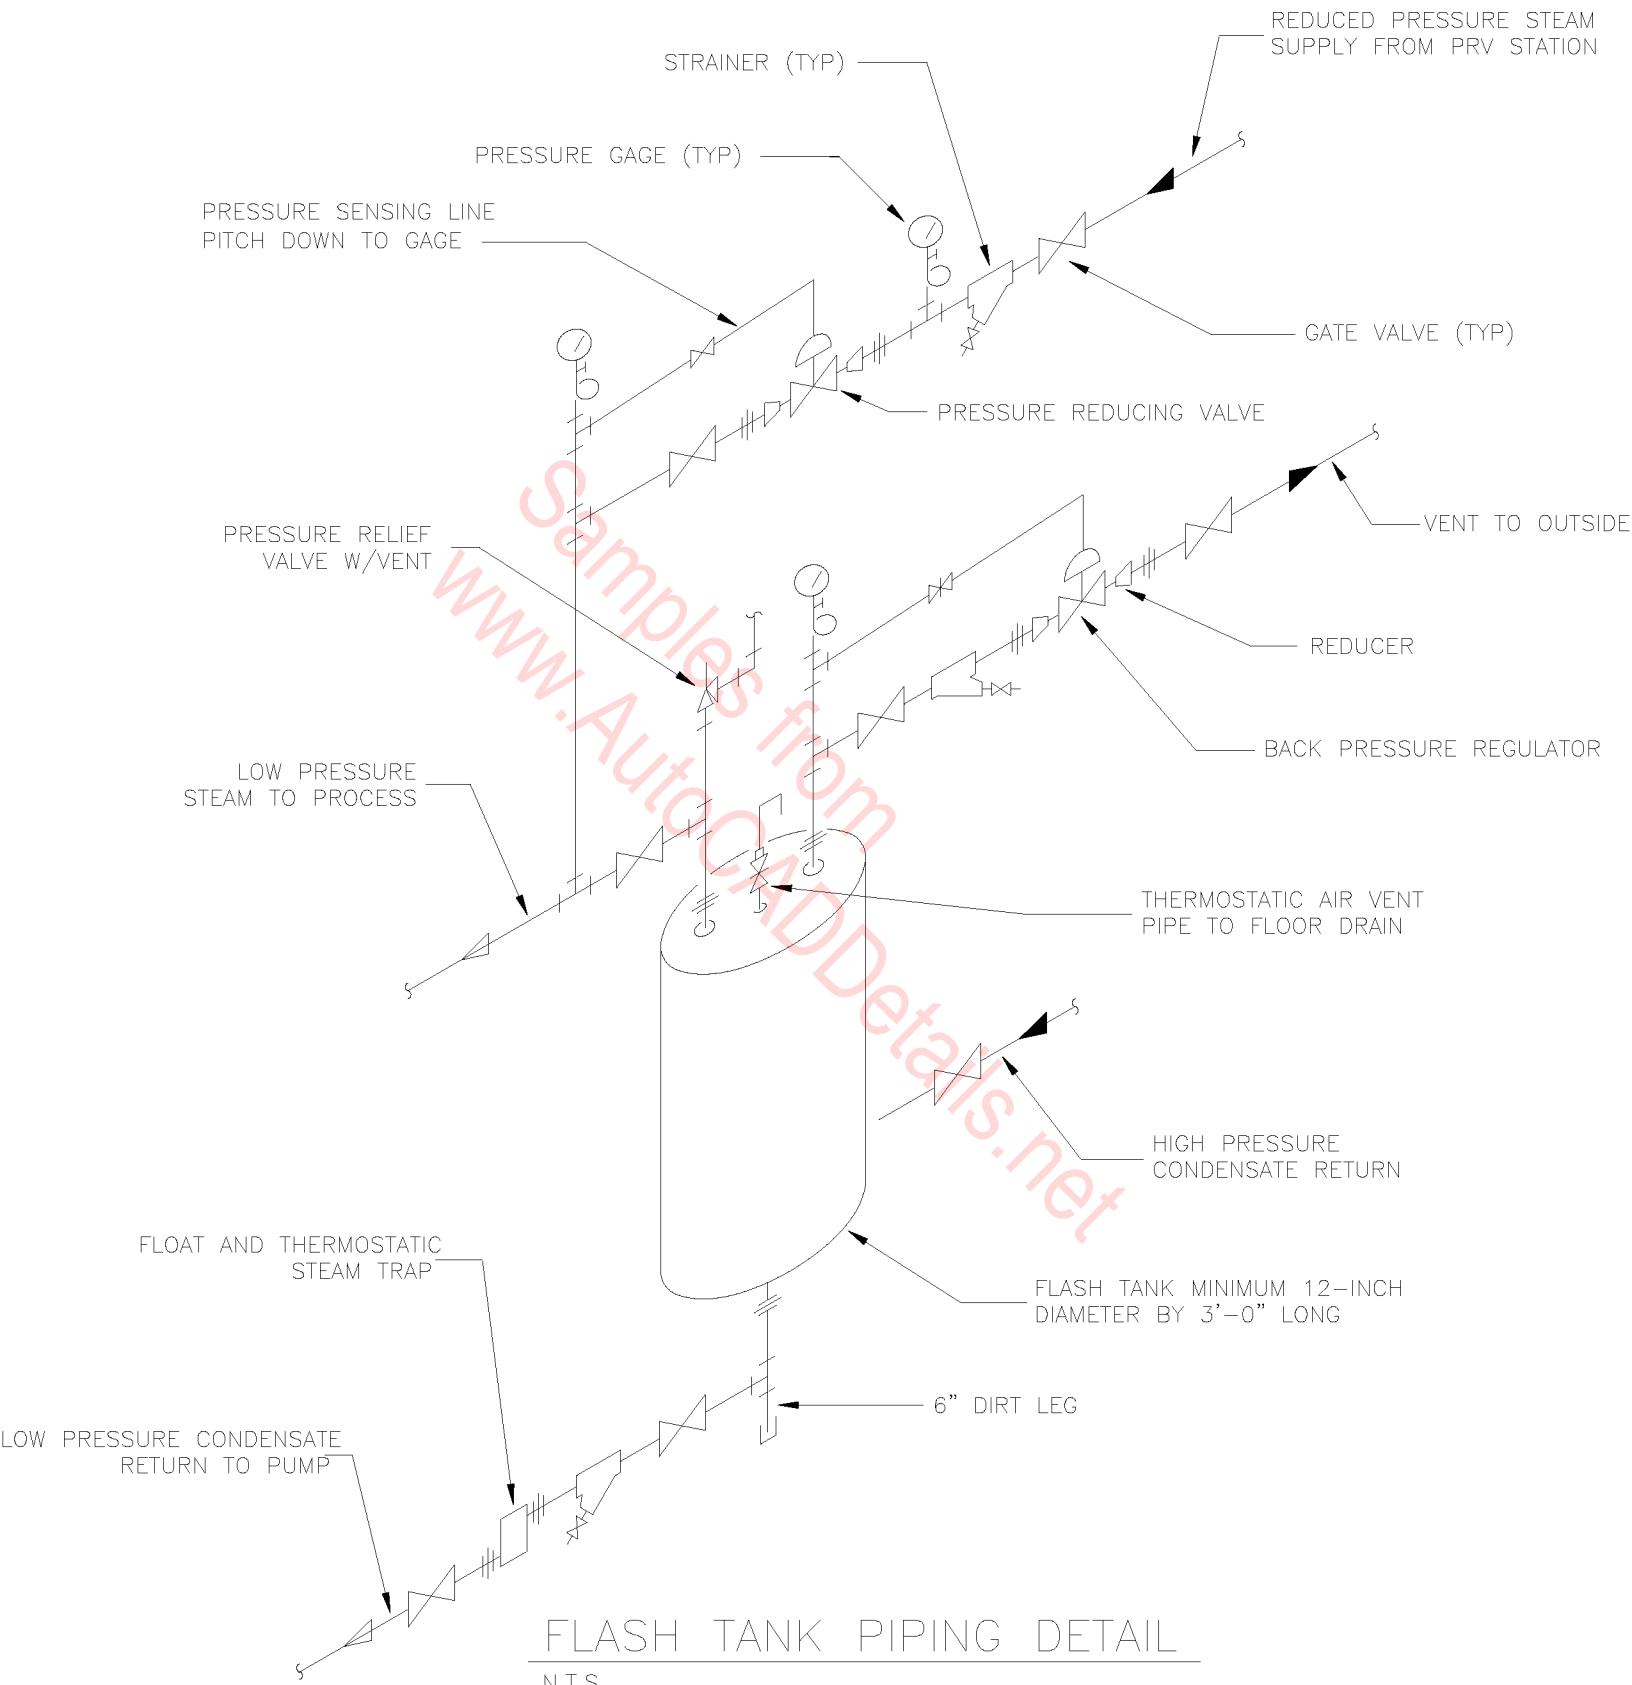 REDUCED PRESSURE STEAM
SUPPLY FROM PRV STATION
STRAINER (TYP)
PRESSURE GAGE (TYP)
PRESSURE SENSING LINE
PITCH DOWN TO GAGE
GATE VALVE (TYP)
PRESSURE REDUCING VALVE
VENT TO OUTSIDE
PRESSURE RELIEF
VALVE W/VENT
REDUCER
BACK PRESSURE REGULATOR
LOW PRESSURE
STEAM TO PROCESS
THERMOSTATIC AIR VENT
PIPE TO FLOOR DRAIN
HIGH PRESSURE
CONDENSATE RETURN
FLOAT AND THERMOSTATIC
STEAM TRAP
FLASH TANK MINIMUM 12-INCH
DIAMETER BY 3'-0" LONG
6" DIRT LEG
LOW PRESSURE CONDENSATE
RETURN TO PUMP
FLASH TANK PIPING DETAIL
N.T.S.
Samples from
www.AutoCADDetails.net